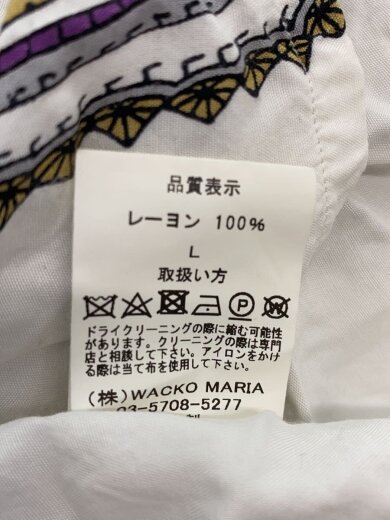 品質表示
レーヨン 100%
L
取扱い方
P W
ドライクリーニングの際に縮む可能性
があります。クリーニングの際は専門
店と相談して下さい。アイロンをかけ
る際は当て布を使用して下さい。
(株)WACKO MARIA
03-5708-5277